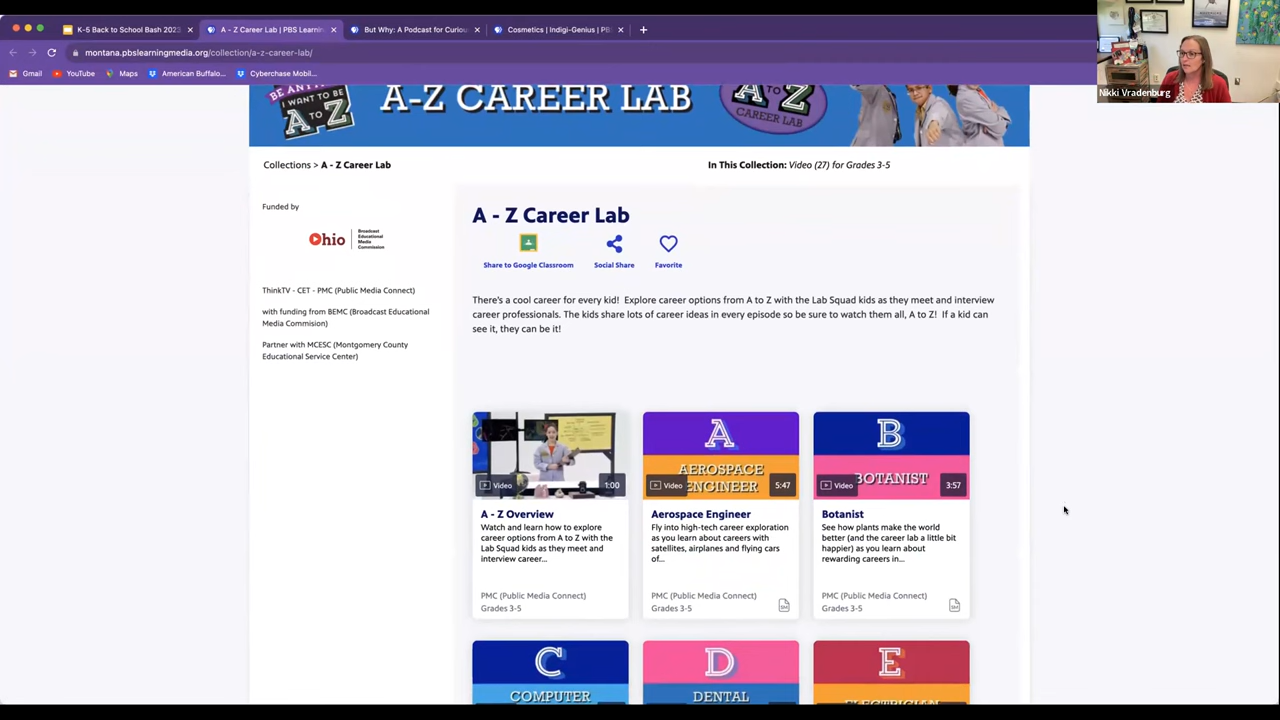 K-5 Back to School Bash 2023
A - Z Career Lab | PBS Learnin
But Why: A Podcast for Curiou
Cosmetics | Indigi-Genius | PB
montana.pbslearningmedia.org/collection/a-z-career-lab/
Gmail
YouTube
Maps
American Buffalo...
Cyberchase Mobil...
Nikki Vradenburg
BE ANY
I WANT TO BE
A TO Z
A-Z CAREER LAB
A TO Z
CAREER LAB
Collections > A - Z Career Lab
In This Collection: Video (27) for Grades 3-5
Funded by
Ohio
Broadcast
Educational
Media
Commission
ThinkTV - CET - PMC (Public Media Connect)
with funding from BEMC (Broadcast Educational
Media Commision)
Partner with MCESC (Montgomery County
Educational Service Center)
A - Z Career Lab
Share to Google Classroom
Social Share
Favorite
There's a cool career for every kid! Explore career options from A to Z with the Lab Squad kids as they meet and interview
career professionals. The kids share lots of career ideas in every episode so be sure to watch them all, A to Z! If a kid can
see it, they can be it!
Video
1:00
A - Z Overview
Watch and learn how to explore
career options from A to Z with the
Lab Squad kids as they meet and
interview career...
PMC (Public Media Connect)
Grades 3-5
A
AEROSPACE
ENGINEER
Video
5:47
Aerospace Engineer
Fly into high-tech career exploration
as you learn about careers with
satellites, airplanes and flying cars
of...
PMC (Public Media Connect)
Grades 3-5
B
BOTANIST
Video
3:57
Botanist
See how plants make the world
better (and the career lab a little bit
happier) as you learn about
rewarding careers in...
PMC (Public Media Connect)
Grades 3-5
C
COMPUTER
D
DENTAL
E
ELECTRICIAN